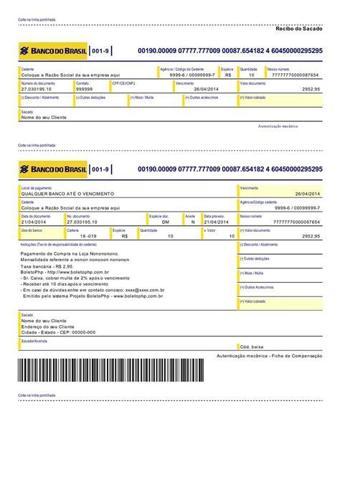 Corte na linha pontilhada
Recibo do Sacado
BANCO DO BRASIL 001-9 00190.00009 07777.777009 00087.654182 4 60450000295295
Cedente Agência / Código do Cedente Espécie Quantidade Nosso número
Coloque a Razão Social da sua empresa aqui 9999-6 / 00099999-7 R$ 10 77777770000087654
Número do documento Contrato CPF/CEI/CNPJ Vencimento Valor documento
27.030195.10 999999 26/04/2014 2952,95
(-) Desconto / Abatimento (-) Outras deduções (+) Mora / Multa (+) Outros acréscimos (=) Valor cobrado
Sacado
Nome do seu Cliente
Autenticação mecânica
Corte na linha pontilhada
BANCO DO BRASIL 001-9 00190.00009 07777.777009 00087.654182 4 60450000295295
Local de pagamento Vencimento
QUALQUER BANCO ATÉ O VENCIMENTO 26/04/2014
Cedente Agência/Código cedente
Coloque a Razão Social da sua empresa aqui 9999-6 / 00099999-7
Data do documento No. documento Espécie doc. Aceite Data process. Nosso número
21/04/2014 27.030195.10 DM N 21/04/2014 77777770000087654
Uso do banco Carteira Espécie Quantidade x Valor (=) Valor documento
18 -019 R$ 10 10 2952,95
Instruções (Texto de responsabilidade do cedente) (-) Desconto / Abatimento
Pagamento de Compra na Loja Nonononono
Mensalidade referente a nonon nonooon nononon
Taxa bancária - R$ 2,95
(-) Outras deduções
BoletoPhp - http://www.boletophp.com.br
- Sr. Caixa, cobrar multa de 2% após o vencimento
(+) Mora / Multa
- Receber até 10 dias após o vencimento
- Em caso de dúvidas entre em contato conosco: xxxx@xxxx.com.br
(+) Outros acréscimos
Emitido pelo sistema Projeto BoletoPhp - www.boletophp.com.br
(=) Valor cobrado
Sacado
Nome do seu Cliente
Endereço do seu Cliente
Cidade - Estado - CEP: 00000-000
Sacador/Avalista
Cód. baixa
Autenticação mecânica - Ficha de Compensação
Corte na linha pontilhada